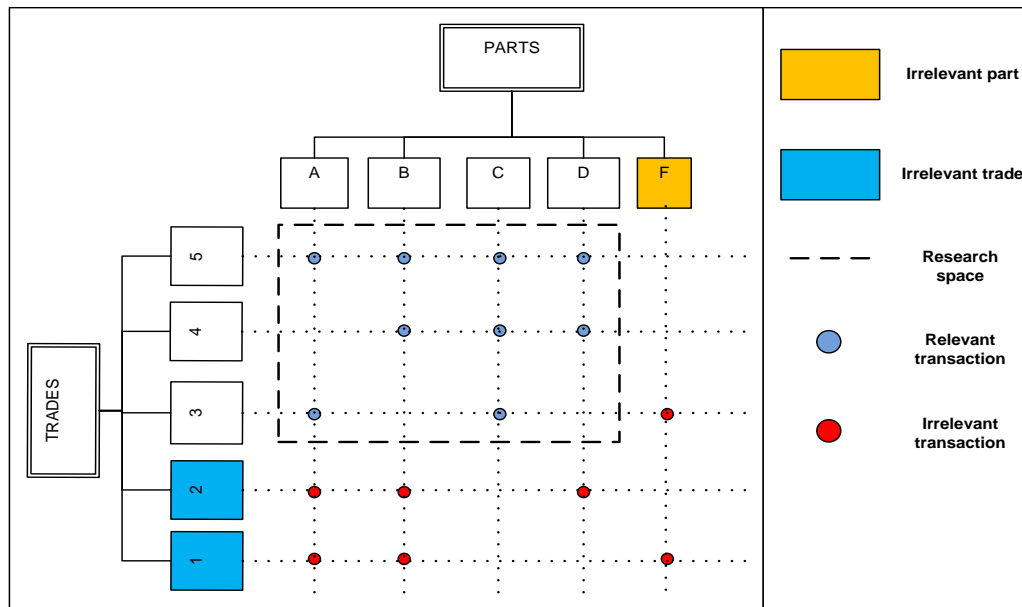 PARTS
A
B
C
D
F
5
4
3
2
1
TRADES
Irrelevant part
Irrelevant trade
Research
space
Relevant
transaction
Irrelevant
transaction